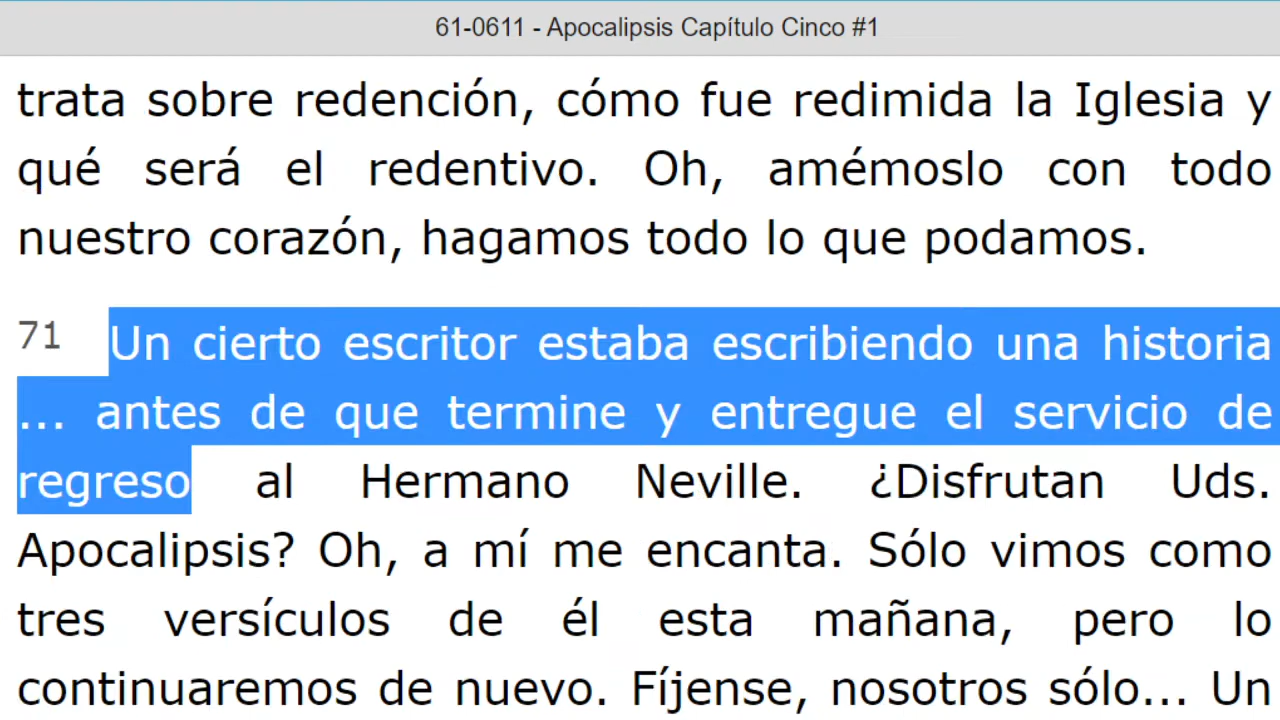 61-0611 - Apocalipsis Capítulo Cinco #1
trata sobre redención, cómo fue redimida la Iglesia y
qué será el redentivo. Oh, amémoslo con todo
nuestro corazón, hagamos todo lo que podamos.
71 Un cierto escritor estaba escribiendo una historia
... antes de que termine y entregue el servicio de
regreso al Hermano Neville. ¿Disfrutan Uds.
Apocalipsis? Oh, a mí me encanta. Sólo vimos como
tres versículos de él esta mañana, pero lo
continuaremos de nuevo. Fíjense, nosotros sólo... Un